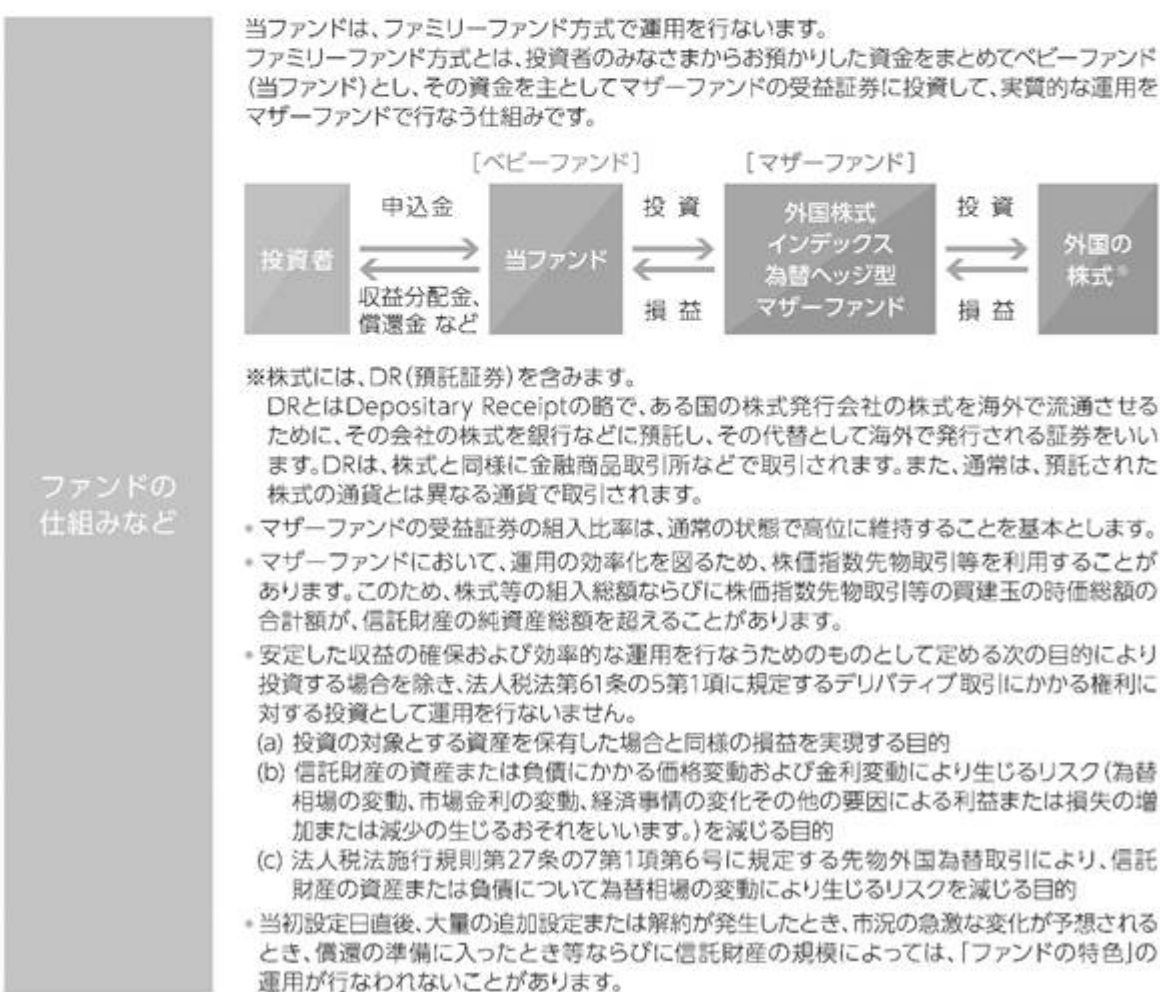 当ファンドは、ファミリーファンド方式で運用を行ないます。
ファミリーファンド方式とは、投資者のみなさまからお預かりした資金をまとめてベビーファンド
(当ファンド)とし、その資金を主としてマザーファンドの受益証券に投資して、実質的な運用を
マザーファンドで行なう仕組みです。
[ベビーファンド]
[マザーファンド]
投資者
申込金
収益分配金、
償還金 など
当ファンド
投 資
損 益
外国株式
インデックス
為替ヘッジ型
マザーファンド
投 資
損 益
外国の
株式※
※株式には、DR(預託証券)を含みます。
DRとはDepositary Receiptの略で、ある国の株式発行会社の株式を海外で流通させる
ために、その会社の株式を銀行などに預託し、その代替として海外で発行される証券をいい
ます。DRは、株式と同様に金融商品取引所などで取引されます。また、通常は、預託された
株式の通貨とは異なる通貨で取引されます。
ファンドの
仕組みなど
• マザーファンドの受益証券の組入比率は、通常の状態で高位に維持することを基本とします。
• マザーファンドにおいて、運用の効率化を図るため、株価指数先物取引等を利用することが
あります。このため、株式等の組入総額ならびに株価指数先物取引等の買建玉の時価総額の
合計額が、信託財産の純資産総額を超えることがあります。
• 安定した収益の確保および効率的な運用を行なうためのものとして定める次の目的により
投資する場合を除き、法人税法第61条の5第1項に規定するデリバティブ取引にかかる権利に
対する投資として運用を行ないません。
(a) 投資の対象とする資産を保有した場合と同様の損益を実現する目的
(b) 信託財産の資産または負債にかかる価格変動および金利変動により生じるリスク(為替
相場の変動、市場金利の変動、経済事情の変化その他の要因による利益または損失の増
加または減少の生じるおそれをいいます。)を減じる目的
(c) 法人税法施行規則第27条の7第1項第6号に規定する先物外国為替取引により、信託
財産の資産または負債について為替相場の変動により生じるリスクを減じる目的
• 当初設定日直後、大量の追加設定または解約が発生したとき、市況の急激な変化が予想される
とき、償還の準備に入ったとき等ならびに信託財産の規模によっては、「ファンドの特色」の
運用が行なわれないことがあります。